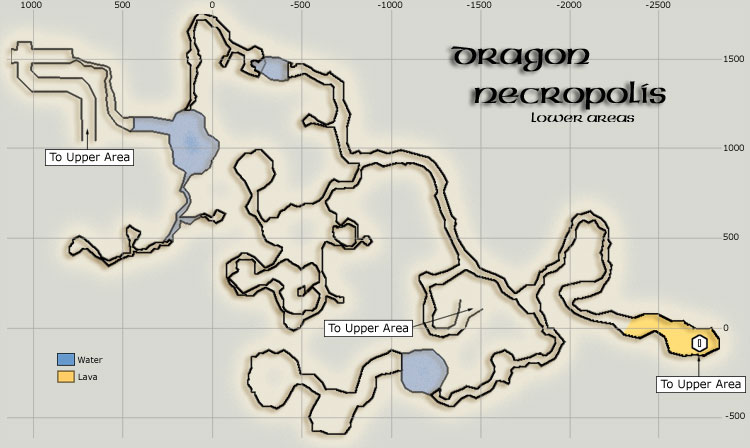 1000 500 0 -500 -1000 -1500 -2000 -2500
Dragon
Necropolis
Lower areas
1500
1000
To Upper Area
500
To Upper Area
0
To Upper Area
Water
Lava
-500